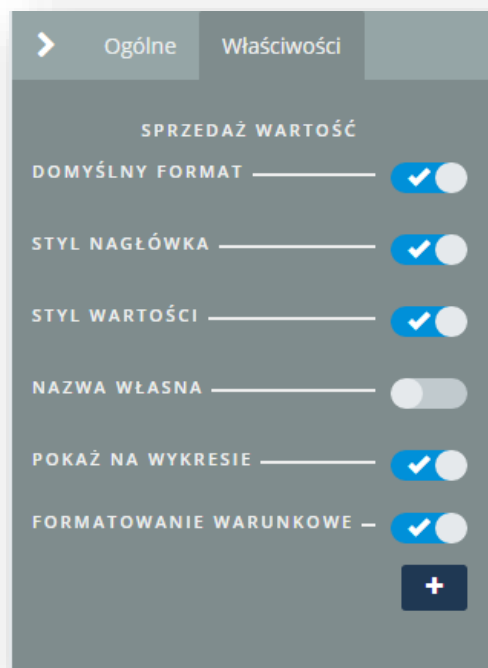 Ogólne Właściwości
SPRZEDAŻ WARTOŚĆ
DOMYŚLNY FORMAT
STYL NAGŁÓWKA
STYL WARTOŚCI
NAZWA WŁASNA
POKAŻ NA WYKRESIE
FORMATOWANIE WARUNKOWE